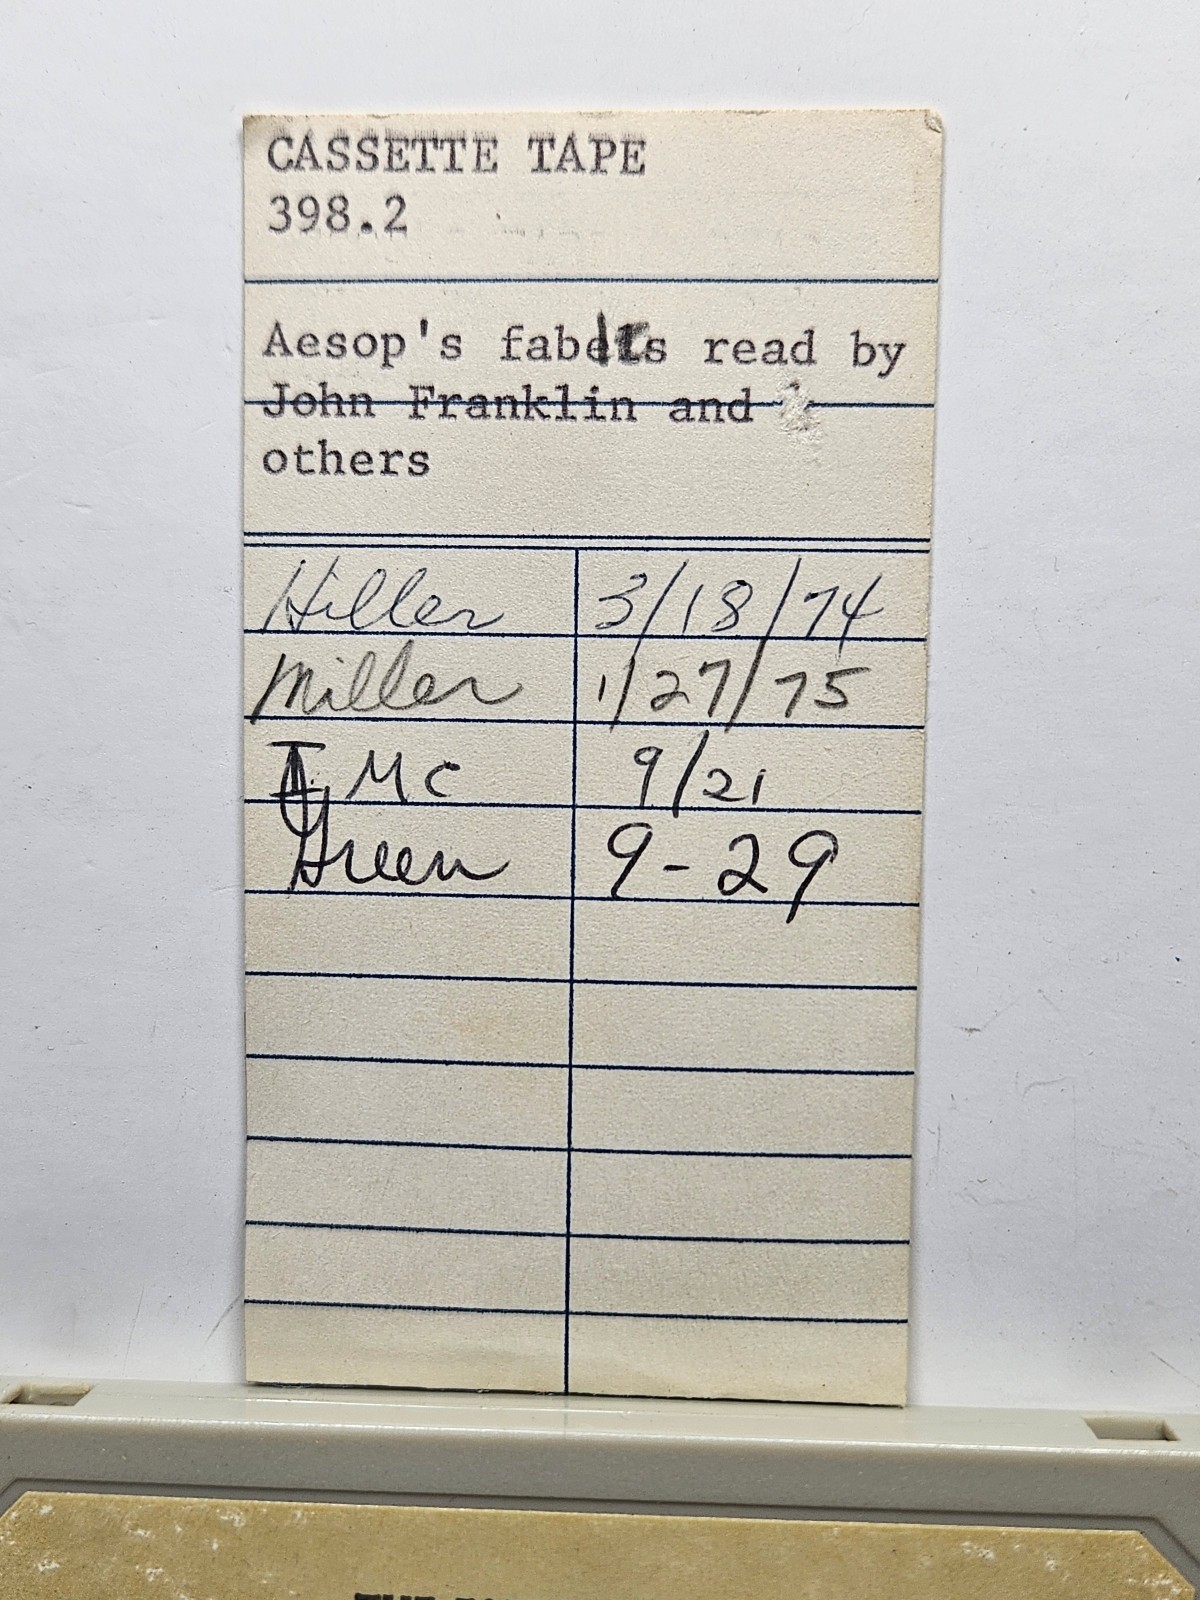 CASSETTE TAPE
398.2
Aesop's fables read by
John Franklin and
others
Hiller 3/18/74
Miller 1/27/75
Mc 9/21
Green 9-29